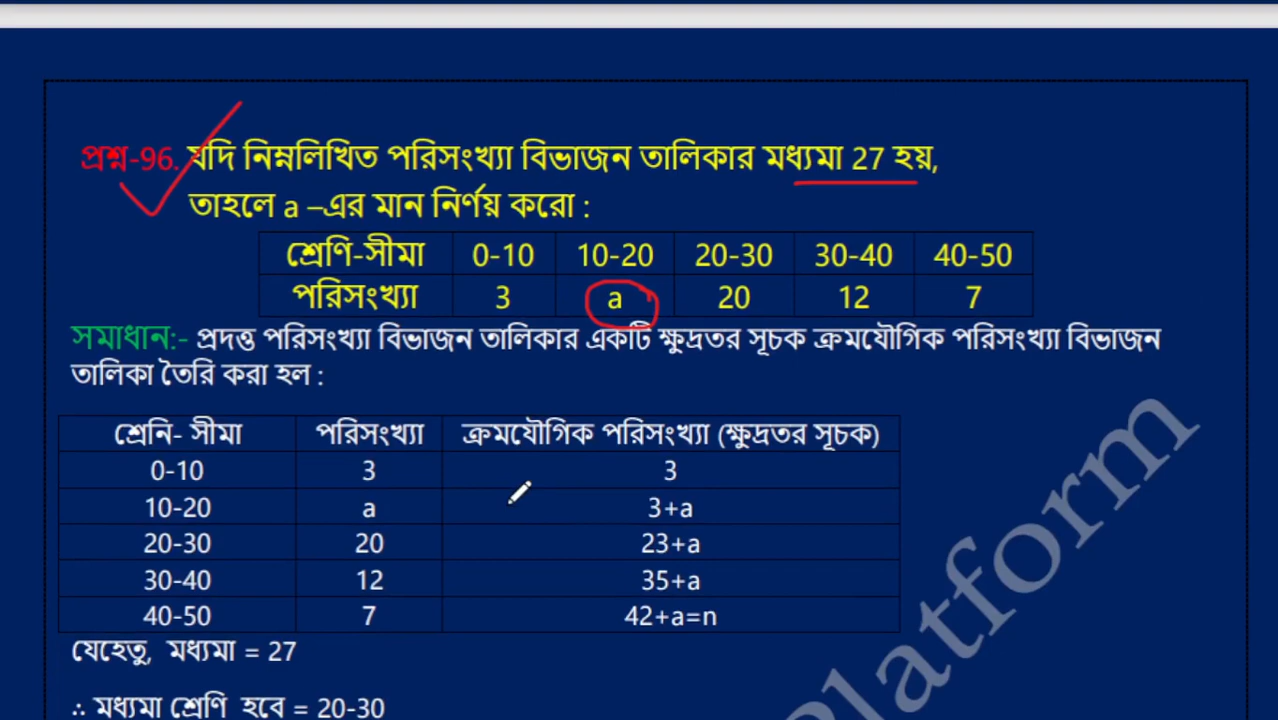 প্রশ্ন-96. যদি নিম্নলিখিত পরিসংখ্যা বিভাজন তালিকার মধ্যমা 27 হয়,
তাহলে a –এর মান নির্ণয় করো :
শ্রেণি-সীমা 0-10 10-20 20-30 30-40 40-50
পরিসংখ্যা 3 a 20 12 7
সমাধান:- প্রদত্ত পরিসংখ্যা বিভাজন তালিকার একটি ক্ষুদ্রতর সূচক ক্রমযৌগিক পরিসংখ্যা বিভাজন
তালিকা তৈরি করা হল :
শ্রেনি- সীমা পরিসংখ্যা ক্রমযৌগিক পরিসংখ্যা (ক্ষুদ্রতর সূচক)
0-10 3 3
10-20 a 3+a
20-30 20 23+a
30-40 12 35+a
40-50 7 42+a=n
যেহেতু, মধ্যমা = 27
∴ মধ্যমা শ্রেণি হবে = 20-30
Platform